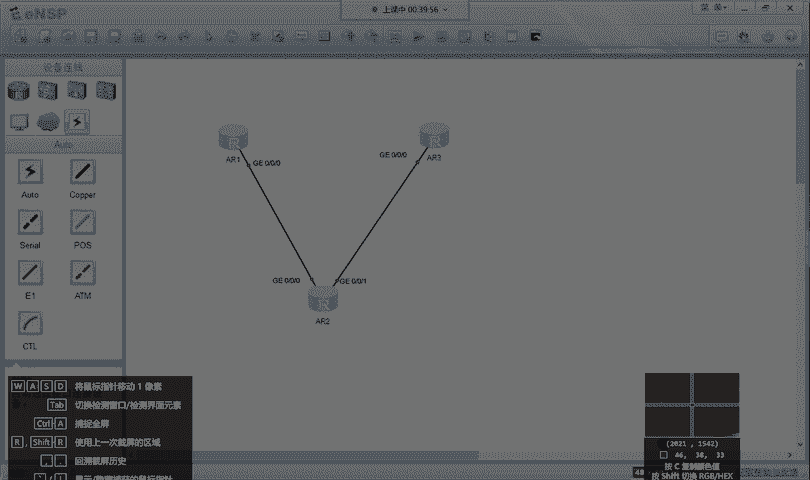 eNSP
上课中 00:39:56
设备连线
Auto
Auto
Copper
Serial
POS
E1
ATM
CTL
AR1
GE 0/0/0
GE 0/0/0
AR3
GE 0/0/0
GE 0/0/1
AR2
W A S D 将鼠标指针移动 1 像素
Tab 切换检测窗口/检测界面元素
Ctrl A 捕捉全屏
R , Shift R 使用上一次截屏的区域
, . 回溯截屏历史
(2021 , 1542)
46, 38, 33
按 C 复制颜色值
按 Shift 切换 RGB/HEX